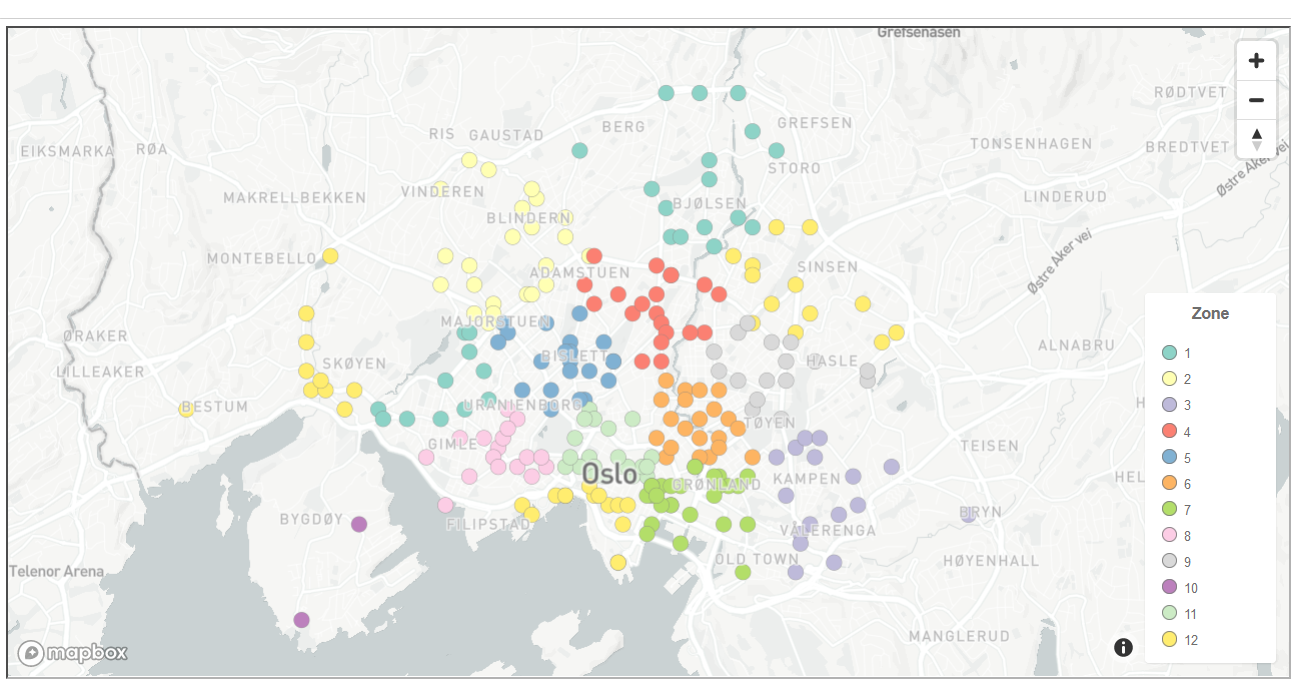 Grefsenåsen
+
RØDTVET
−
BERG
GREFSEN
RIS
GAUSTAD
TONSENHAGEN
BREDTVET
EIKSMARKA
RØA
STORO
Østre Aker vei
VINDEREN
MAKRELLBEKKEN
LINDERUD
BJØLSEN
BLINDERN
Østre Aker vei
MONTEBELLO
SINSEN
ADAMSTUEN
Zone
MAJORSTUEN
ØRAKER
ALNABRU
1
BISLETT
HASLE
SKØYEN
LILLEAKER
2
URANIENBORG
BESTUM
3
TØYEN
4
GIMLE
TEISEN
5
Oslo
KAMPEN
HEL
GRØNLAND
6
7
BRYN
BYGDØY
FILIPSTAD
VÅLERENGA
8
OLD TOWN
HØYENHALL
9
Telenor Arena
10
11
MANGLERUD
12
mapbox